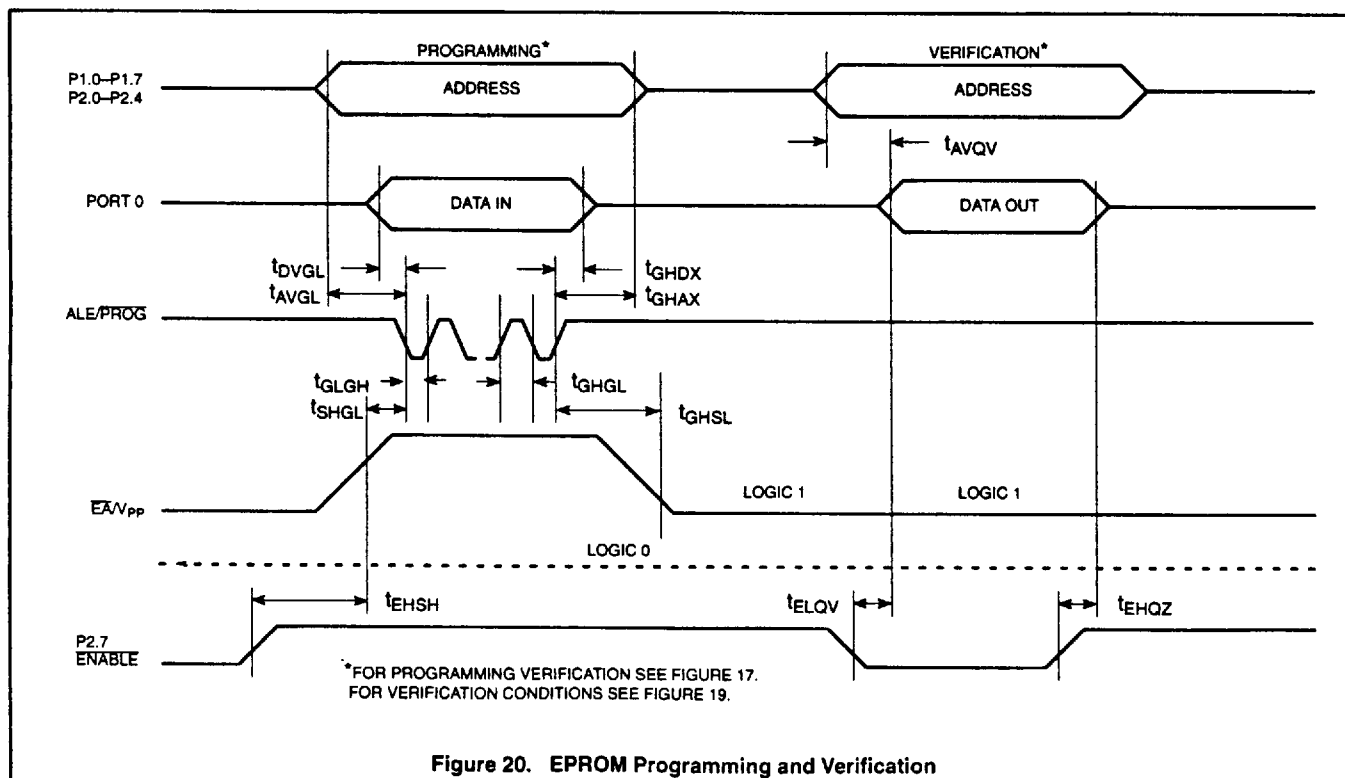 PROGRAMMING*
VERIFICATION*
P1.0–P1.7
P2.0–P2.4
ADDRESS
ADDRESS
tAVQV
PORT 0
DATA IN
DATA OUT
tDVGL
tGHDX
tAVGL
tGHAX
ALE/PROG
tGLGH
tGHGL
tSHGL
tGHSL
EA/VPP
LOGIC 1
LOGIC 1
LOGIC 0
tEHSH
tELQV
tEHQZ
P2.7
ENABLE
*FOR PROGRAMMING VERIFICATION SEE FIGURE 17.
FOR VERIFICATION CONDITIONS SEE FIGURE 19.
Figure 20. EPROM Programming and Verification